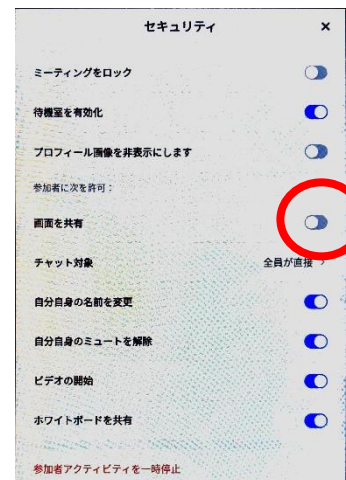 セキュリティ ×
ミーティングをロック
待機室を有効化
プロフィール画像を非表示にします
参加者に次を許可：
画面を共有
チャット対象 全員が直接 >
自分自身の名前を変更
自分自身のミュートを解除
ビデオの開始
ホワイトボードを共有
参加者アクティビティを一時停止